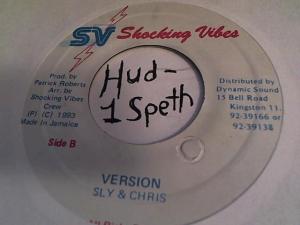 SV Shocking Vibes
Prod. by
Patrick Roberts
Arr. by
Shocking Vibes
Crew
(P) (C) 1993
Made in Jamaica
Side B
Hud-
1 Speth
Distributed by
Dynamic Sound
15 Bell Road
Kingston 11.
92-39166 or
92-39138
VERSION
SLY & CHRIS